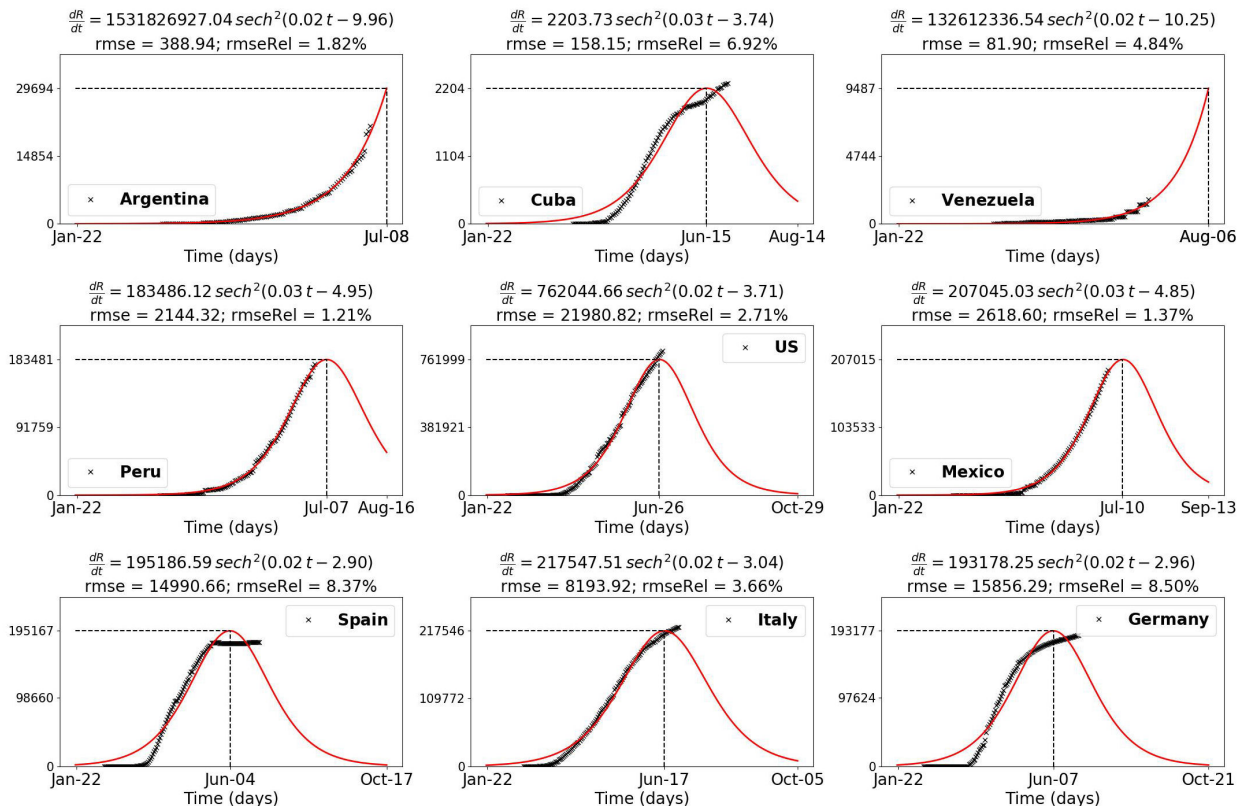 dR/dt = 1531826927.04 sech²(0.02 t − 9.96)
rmse = 388.94; rmseRel = 1.82%
29694
14854
0
Argentina
Jan-22
Jul-08
Time (days)
dR/dt = 2203.73 sech²(0.03 t − 3.74)
rmse = 158.15; rmseRel = 6.92%
2204
1104
0
Cuba
Jan-22
Jun-15
Aug-14
Time (days)
dR/dt = 132612336.54 sech²(0.02 t − 10.25)
rmse = 81.90; rmseRel = 4.84%
9487
4744
0
Venezuela
Jan-22
Aug-06
Time (days)
dR/dt = 183486.12 sech²(0.03 t − 4.95)
rmse = 2144.32; rmseRel = 1.21%
183481
91759
0
Peru
Jan-22
Jul-07
Aug-16
Time (days)
dR/dt = 762044.66 sech²(0.02 t − 3.71)
rmse = 21980.82; rmseRel = 2.71%
761999
381921
0
US
Jan-22
Jun-26
Oct-29
Time (days)
dR/dt = 207045.03 sech²(0.03 t − 4.85)
rmse = 2618.60; rmseRel = 1.37%
207015
103533
0
Mexico
Jan-22
Jul-10
Sep-13
Time (days)
dR/dt = 195186.59 sech²(0.02 t − 2.90)
rmse = 14990.66; rmseRel = 8.37%
195167
98660
0
Spain
Jan-22
Jun-04
Oct-17
Time (days)
dR/dt = 217547.51 sech²(0.02 t − 3.04)
rmse = 8193.92; rmseRel = 3.66%
217546
109772
0
Italy
Jan-22
Jun-17
Oct-05
Time (days)
dR/dt = 193178.25 sech²(0.02 t − 2.96)
rmse = 15856.29; rmseRel = 8.50%
193177
97624
0
Germany
Jan-22
Jun-07
Oct-21
Time (days)